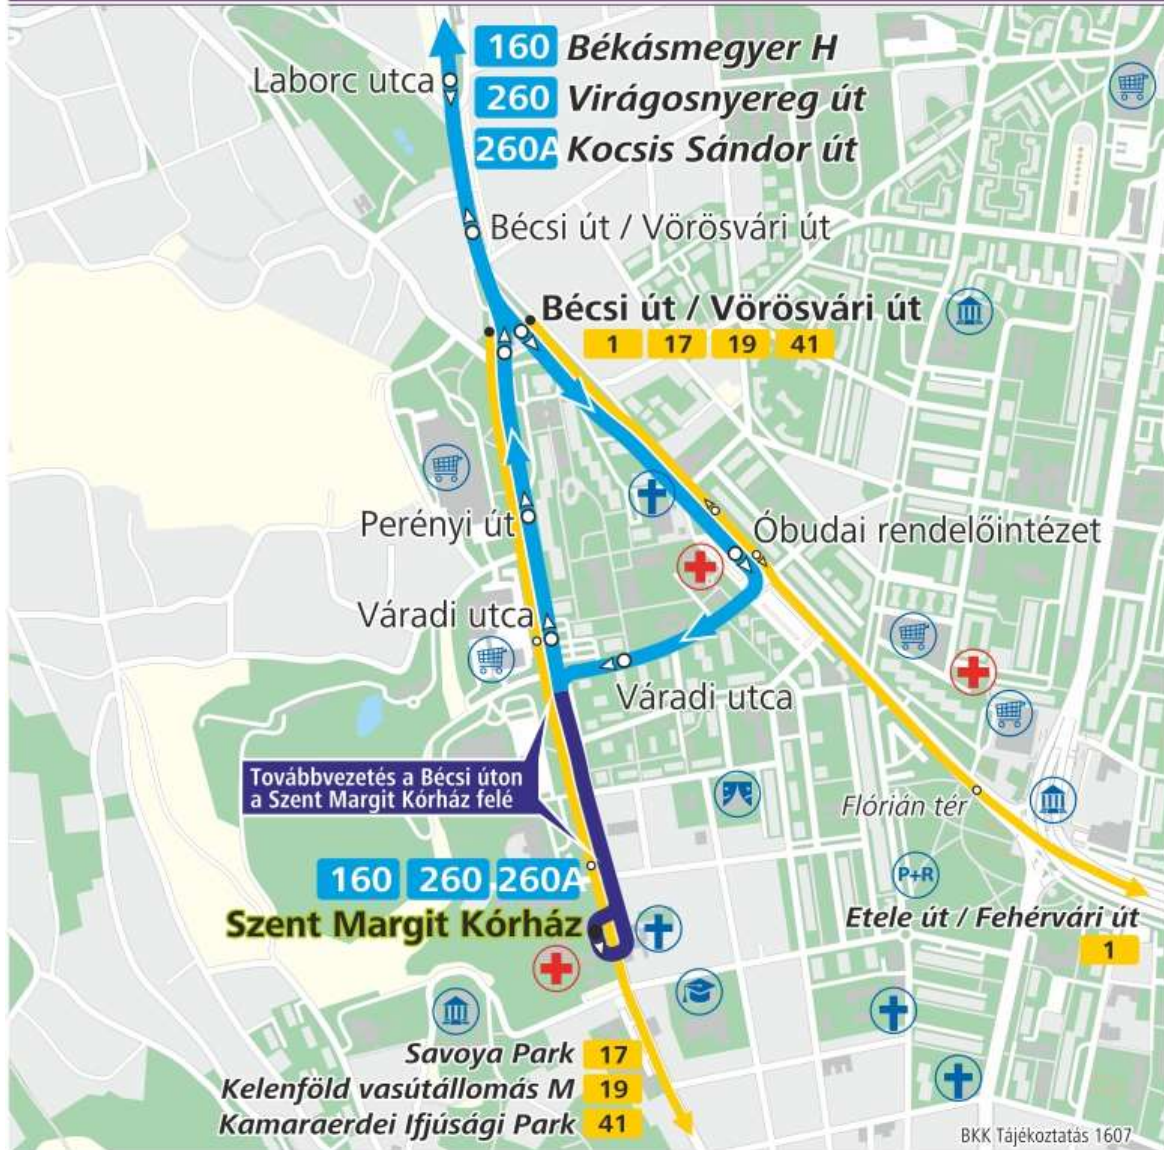 160 Békásmegyer H
Laborc utca
260 Virágosnyereg út
260A Kocsis Sándor út
Bécsi út / Vörösvári út
Bécsi út / Vörösvári út
1 17 19 41
Perényi út
Óbudai rendelőintézet
Váradi utca
Váradi utca
Továbbvezetés a Bécsi úton
a Szent Margit Kórház felé
Flórián tér
160 260 260A
P+R
Szent Margit Kórház
Etele út / Fehérvári út
1
Savoya Park 17
Kelenföld vasútállomás M 19
Kamaraerdei Ifjúsági Park 41
BKK Tájékoztatás 1607